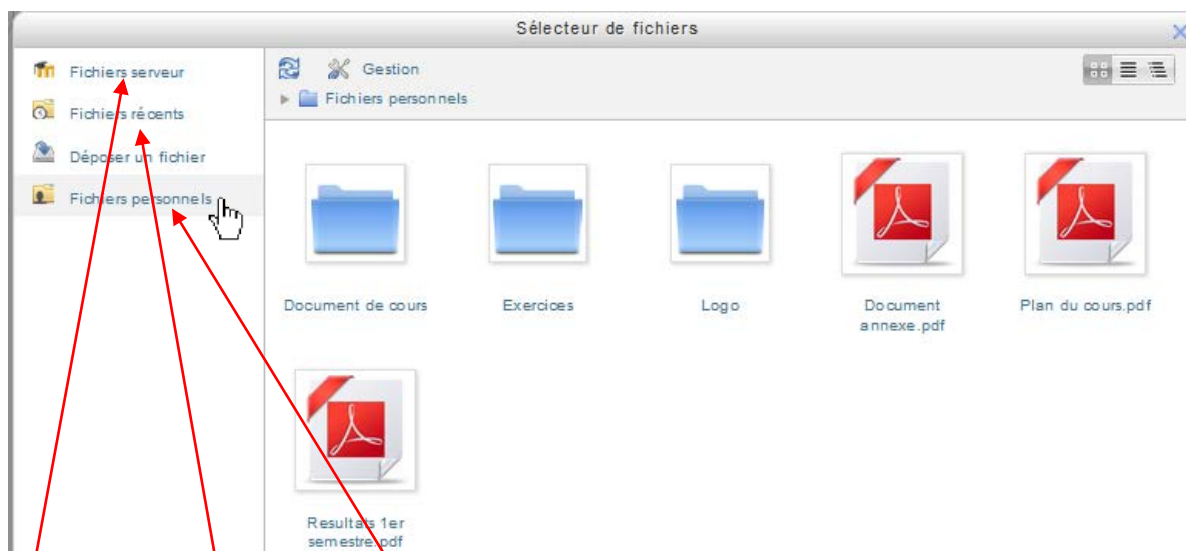 Sélecteur de fichiers
Fichiers serveur
Fichiers récents
Déposer un fichier
Fichiers personnels
Gestion
Fichiers personnels
Document de cours
Exercices
Logo
Document
annexe.pdf
Plan du cours.pdf
Resultats 1er
semestre.pdf